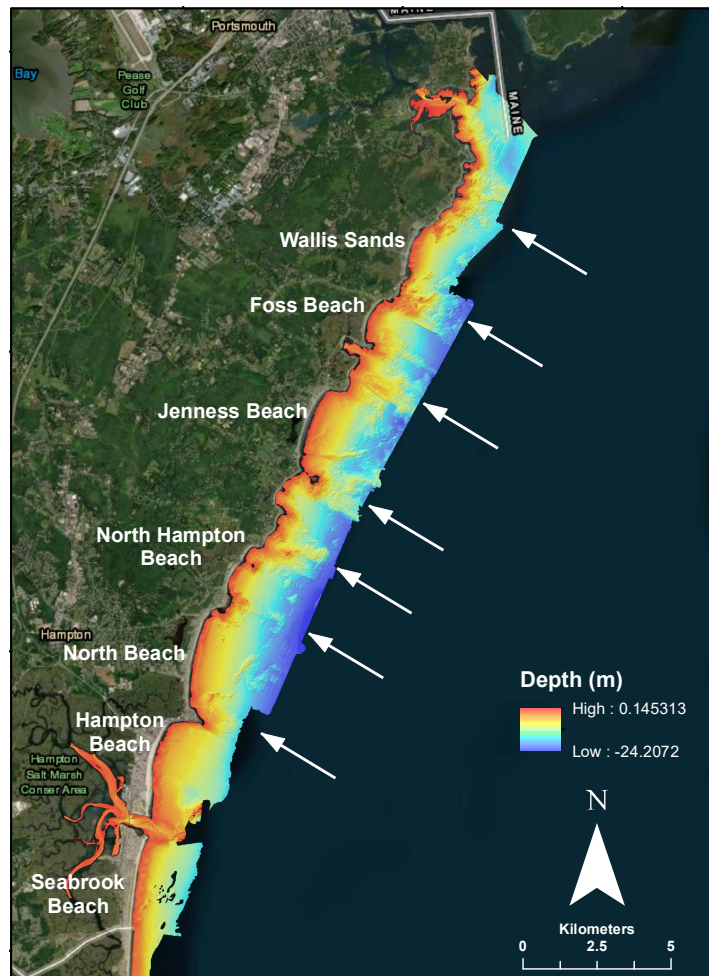 MAINE
Portsmouth
Bay
Pease
Golf
Club
MAINE
Wallis Sands
Foss Beach
Jenness Beach
North Hampton
Beach
Hampton
North Beach
Hampton
Beach
Hampton
Salt Marsh
Conser Area
Seabrook
Beach
Depth (m)
High : 0.145313
Low : -24.2072
N
Kilometers
0 2.5 5